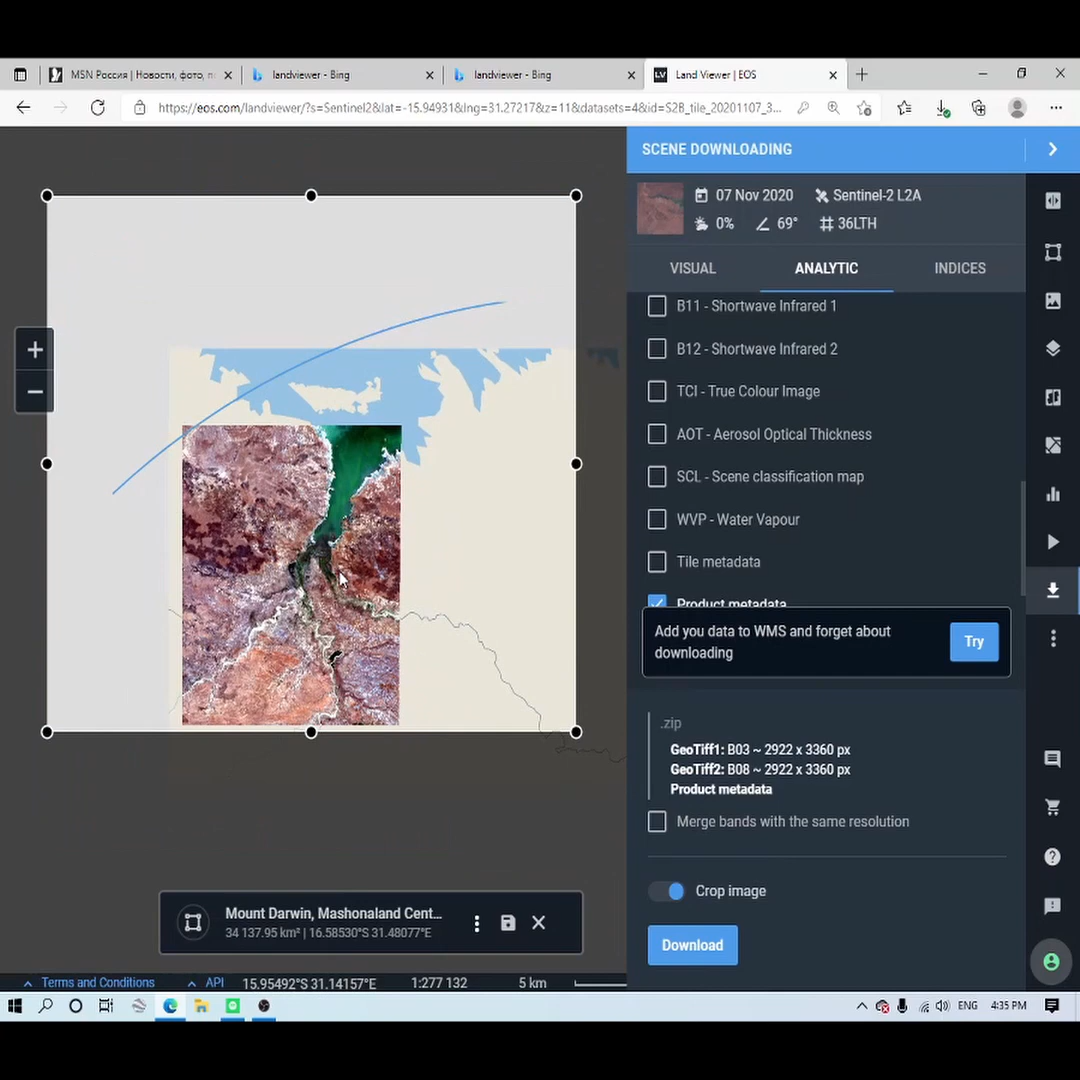 MSN Россия | Новости, фото, п
landviewer - Bing
landviewer - Bing
LV
Land Viewer | EOS
https://eos.com/landviewer/?s=Sentinel2&lat=-15.94931&lng=31.27217&z=11&datasets=4&id=S2B_tile_20201107_3...
SCENE DOWNLOADING
07 Nov 2020
Sentinel-2 L2A
0%
69°
36LTH
VISUAL
ANALYTIC
INDICES
B11 - Shortwave Infrared 1
B12 - Shortwave Infrared 2
TCI - True Colour Image
AOT - Aerosol Optical Thickness
SCL - Scene classification map
WVP - Water Vapour
Tile metadata
Product metadata
Add you data to WMS and forget about
downloading
Try
.zip
GeoTiff1: B03 ~ 2922 x 3360 px
GeoTiff2: B08 ~ 2922 x 3360 px
Product metadata
Merge bands with the same resolution
Crop image
Download
Mount Darwin, Mashonaland Cent...
34 137.95 km² | 16.58530°S 31.48077°E
Terms and Conditions
API
15.95492°S 31.14157°E
1:277 132
5 km
ENG
4:35 PM